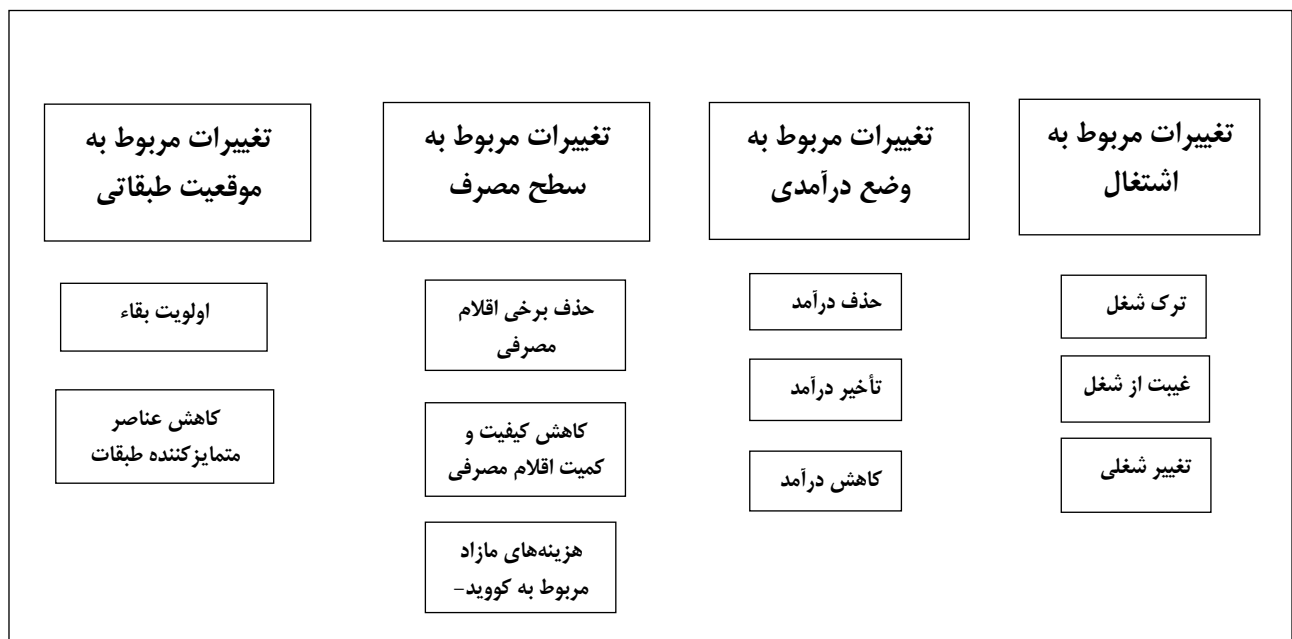 تغییرات مربوط به
اشتغال
تغییرات مربوط به
وضع درآمدی
تغییرات مربوط به
سطح مصرف
تغییرات مربوط به
موقعیت طبقاتی
ترک شغل
غیبت از شغل
تغییر شغلی
حذف درآمد
تأخیر درآمد
کاهش درآمد
حذف برخی اقلام
مصرفی
کاهش کیفیت و
کمیت اقلام مصرفی
هزینه‌های مازاد
مربوط به کووید-
اولویت بقاء
کاهش عناصر
متمایزکننده طبقات